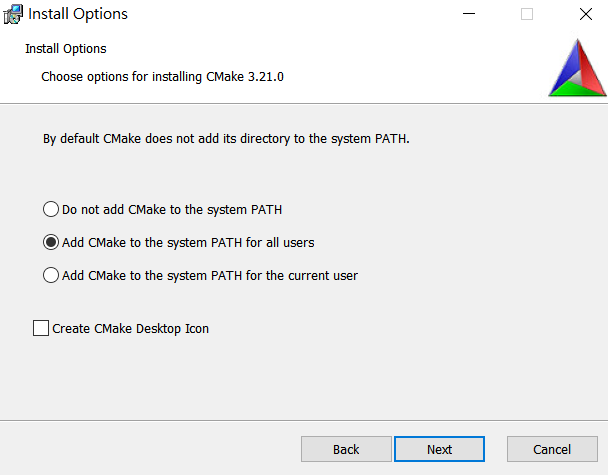 Install Options
Install Options
Choose options for installing CMake 3.21.0
By default CMake does not add its directory to the system PATH.
Do not add CMake to the system PATH
Add CMake to the system PATH for all users
Add CMake to the system PATH for the current user
Create CMake Desktop Icon
Back Next Cancel